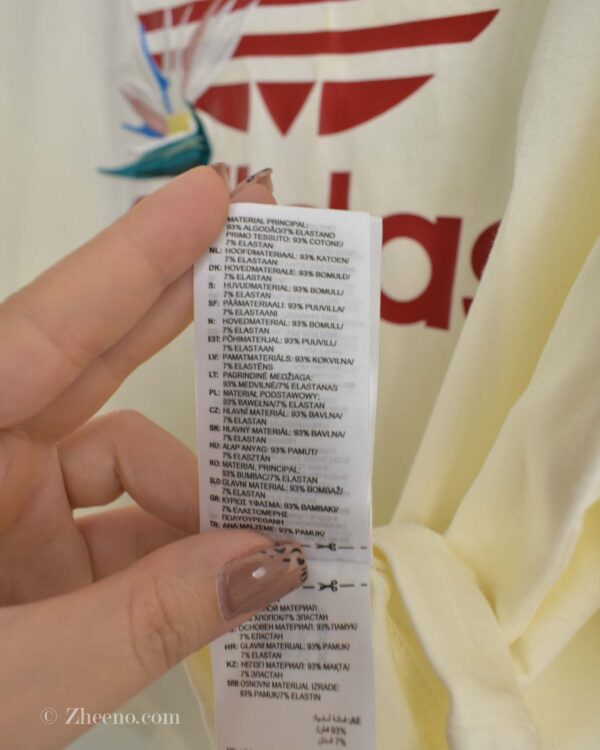 adidas
MATERIAL PRINCIPAL:
93% ALGODÃO/7% ELASTANO
PRIMO TESSUTO: 93% COTONE/
7% ELASTAN
NL: HOOFDMATERIAAL: 93% KATOEN/
7% ELASTAAN
DK: HOVEDMATERIALE: 93% BOMULD/
7% ELASTAN
S: HUVUDMATERIAL: 93% BOMULL/
7% ELASTAN
SF: PÄÄMATERIAALI: 93% PUUVILLA/
7% ELASTAANI
N: HOVEDMATERIAL: 93% BOMULL/
7% ELASTAN
EST: PÕHIMATERJAL: 93% PUUVILL/
7% ELASTAAN
LV: PAMATMATERIĀLS: 93% KOKVILNA/
7% ELASTĒNS
LT: PAGRINDINĖ MEDŽIAGA:
93% MEDVILNĖ/7% ELASTANAS
PL: MATERIAŁ PODSTAWOWY:
93% BAWEŁNA/7% ELASTAN
CZ: HLAVNÍ MATERIÁL: 93% BAVLNA/
7% ELASTAN
SK: HLAVNÝ MATERIÁL: 93% BAVLNA/
7% ELASTAN
HU: ALAP ANYAG: 93% PAMUT/
7% ELASZTÁN
RO: MATERIAL PRINCIPAL:
93% BUMBAC/7% ELASTAN
SLO: GLAVNI MATERIAL: 93% BOMBAŽ/
7% ELASTAN
GR: ΚΥΡΙΟΣ ΥΦΑΣΜΑ: 93% ΒΑΜΒΑΚΙ/
7% ΕΛΑΣΤΟΜΕΡΗΣ
ΠΟΛΥΟΥΡΕΘΑΝΗ
TR: ANA MALZEME: 93% PAMUK/
МАТЕРИАЛ:
ХЛОПОК/7% ЭЛАСТАН
ОСНОВЕН МАТЕРИАЛ: 93% ПАМУК/
7% ЕЛАСТАН
HR: GLAVNI MATERIJAL: 93% PAMUK/
7% ELASTAN
KZ: НЕГІЗГІ МАТЕРИАЛ: 93% МАҚТА/
7% ЭЛАСТАН
SRB: OSNOVNI MATERIJAL IZRADE:
93% PAMUK/7% ELASTIN
AE:
93%
7%
© Zheeno.com